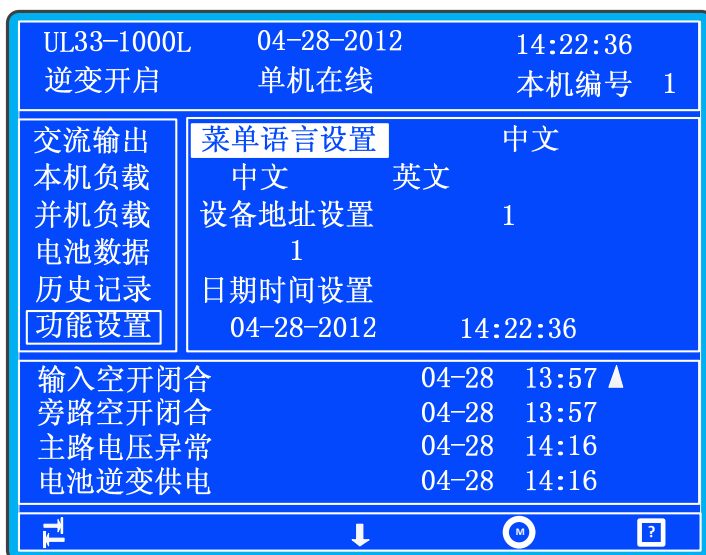 UL33-1000L 04-28-2012 14:22:36
逆变开启 单机在线 本机编号 1
交流输出
本机负载
并机负载
电池数据
历史记录
功能设置
菜单语言设置 中文
中文 英文
设备地址设置 1
1
日期时间设置
04-28-2012 14:22:36
输入空开闭合 04-28 13:57
旁路空开闭合 04-28 13:57
主路电压异常 04-28 14:16
电池逆变供电 04-28 14:16
M ?